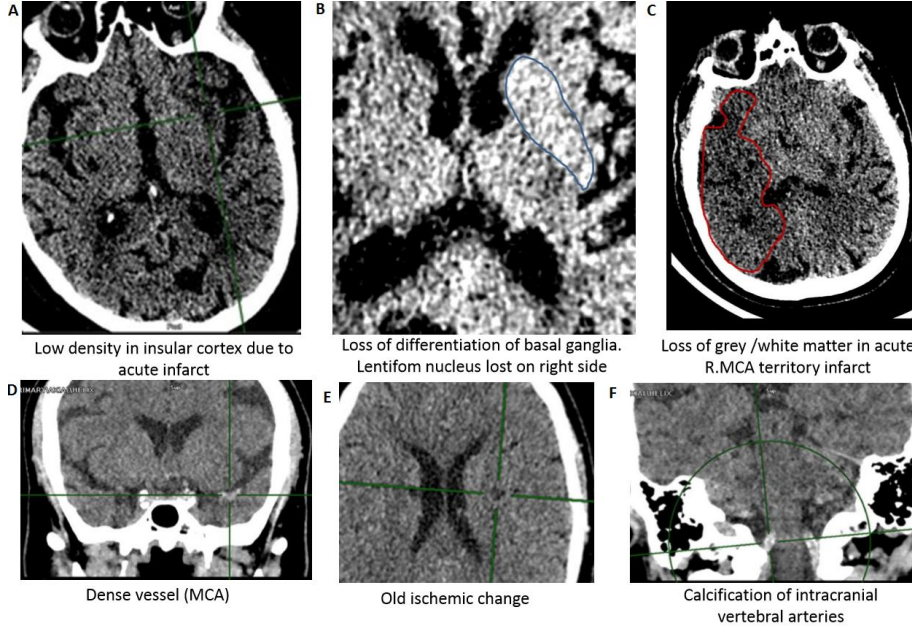 A
B
C
Low density in insular cortex due to
acute infarct
Loss of differentiation of basal ganglia.
Lentifom nucleus lost on right side
Loss of grey /white matter in acute
R.MCA territory infarct
D
E
F
Dense vessel (MCA)
Old ischemic change
Calcification of intracranial
vertebral arteries